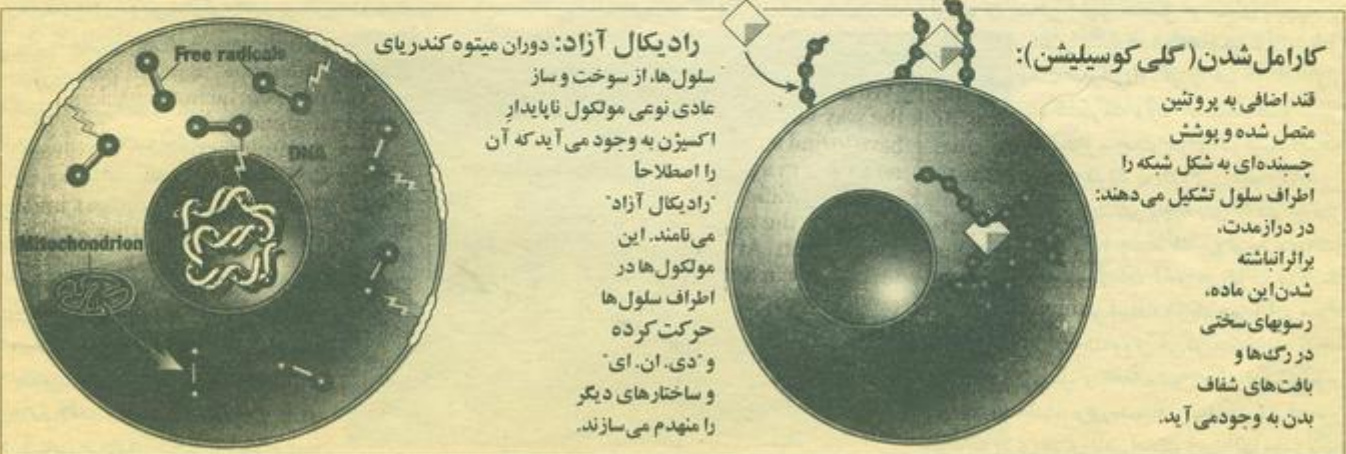 کارامل شدن (گلی کوسیلیشن):
قند اضافی به پروتئین
متصل شده و پوشش
چسبنده‌ای به شکل شبکه را
اطراف سلول تشکیل می‌دهند:
در درازمدت،
براثرانباشته
شدن این ماده،
رسوبهای سختی
در رگ‌ها و
بافت‌های شفاف
بدن به وجودمی‌آید.
رادیکال آزاد: دوران میتوه کندریای
سلول‌ها، از سوخت و ساز
عادی نوعی مولکول ناپایدارِ
اکسیژن به وجود می‌آید که آن
را اصطلاحاً
"رادیکال آزاد"
می‌نامند. این
مولکول‌ها در
اطراف سلول‌ها
حرکت کرده
و "دی. ان. ای"
و ساختارهای دیگر
را منهدم می‌سازند.
Free radicals
DNA
Mitochondrion